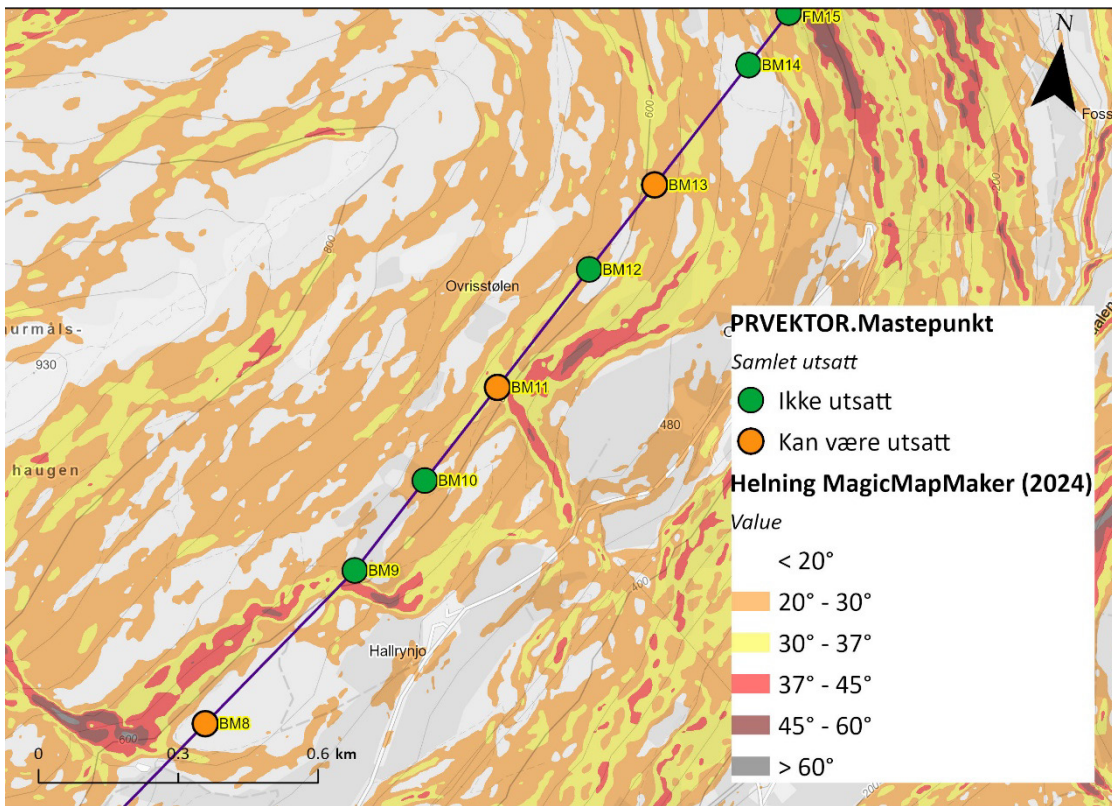 FM15
N
BM14
Foss
600
BM13
200
800
BM12
Ovrisstølen
930
BM11
480
haugen
BM10
BM9
400
Hallrynjo
BM8
600
0
0.3
0.6 km
200
PRVEKTOR.Mastepunkt
Samlet utsatt
Ikke utsatt
Kan være utsatt
Helning MagicMapMaker (2024)
Value
< 20°
20° - 30°
30° - 37°
37° - 45°
45° - 60°
> 60°